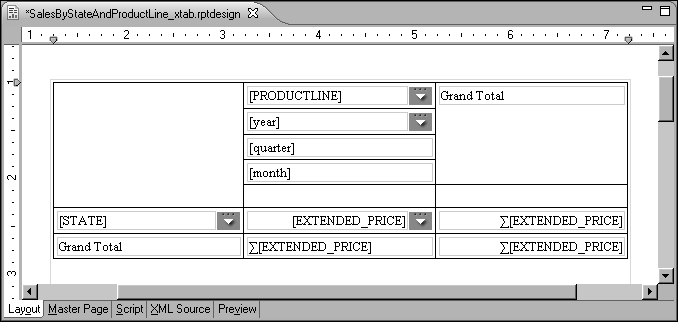 *SalesByStateAndProductLine_xtab.rptdesign
1 1 2 3 4 5 6 7
[PRODUCTLINE] Grand Total
1
[year]
[quarter]
[month]
2
[STATE] [EXTENDED_PRICE] ∑[EXTENDED_PRICE]
Grand Total ∑[EXTENDED_PRICE] ∑[EXTENDED_PRICE]
3
Layout Master Page Script XML Source Preview